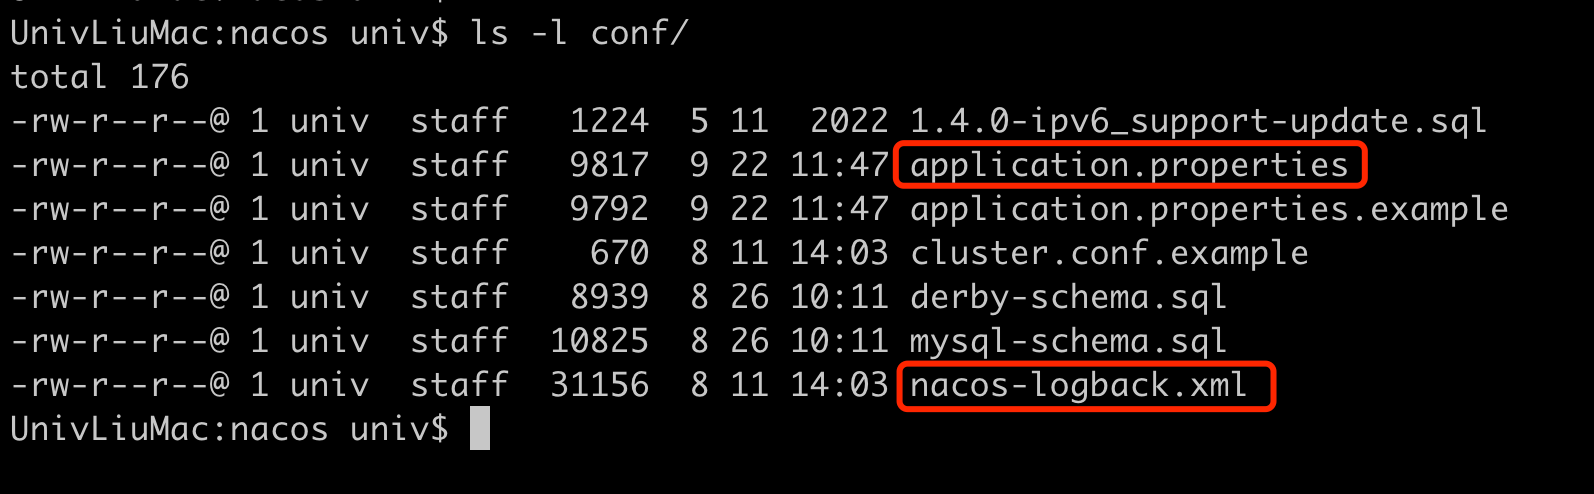 UnivLiuMac:nacos univ$ ls -l conf/
total 176
-rw-r--r--@ 1 univ  staff   1224  5 11  2022 1.4.0-ipv6_support-update.sql
-rw-r--r--@ 1 univ  staff   9817  9 22 11:47 application.properties
-rw-r--r--@ 1 univ  staff   9792  9 22 11:47 application.properties.example
-rw-r--r--@ 1 univ  staff    670  8 11 14:03 cluster.conf.example
-rw-r--r--@ 1 univ  staff   8939  8 26 10:11 derby-schema.sql
-rw-r--r--@ 1 univ  staff  10825  8 26 10:11 mysql-schema.sql
-rw-r--r--@ 1 univ  staff  31156  8 11 14:03 nacos-logback.xml
UnivLiuMac:nacos univ$